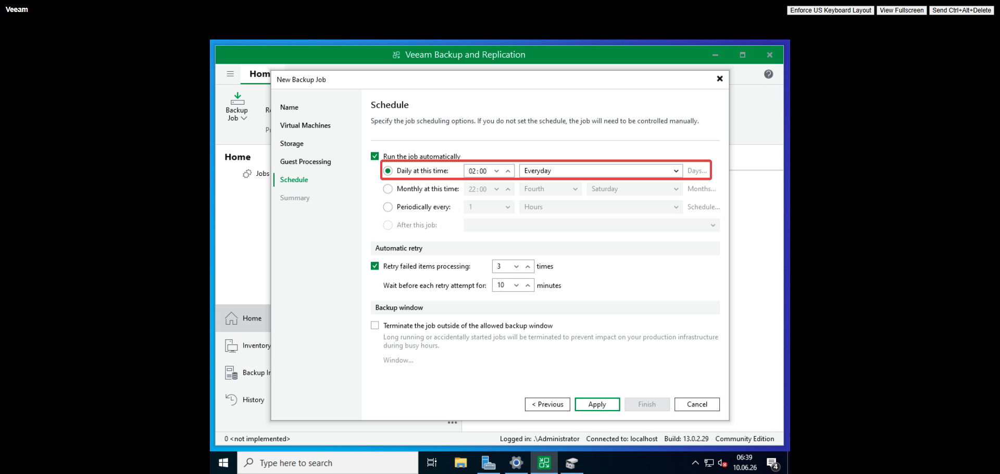 Veeam
Enforce US Keyboard Layout View Fullscreen Send Ctrl+Alt+Delete
Veeam Backup and Replication
Hom
New Backup Job
Backup
Job
Re
Pr
Home
Jobs
Home
Inventory
Backup In
History
Name
Virtual Machines
Storage
Guest Processing
Schedule
Summary
Schedule
Specify the job scheduling options. If you do not set the schedule, the job will need to be controlled manually.
Run the job automatically
Daily at this time: 02:00 Everyday Days...
Monthly at this time: 22:00 Fourth Saturday Months...
Periodically every: 1 Hours Schedule...
After this job:
Automatic retry
Retry failed items processing: 3 times
Wait before each retry attempt for: 10 minutes
Backup window
Terminate the job outside of the allowed backup window
Long running or accidentally started jobs will be terminated to prevent impact on your production infrastructure
during busy hours.
Window...
< Previous Apply Finish Cancel
0 <not implemented> Logged in: .\Administrator Connected to: localhost Build: 13.0.2.29 Community Edition
Type here to search
06:39
10.06.26
4